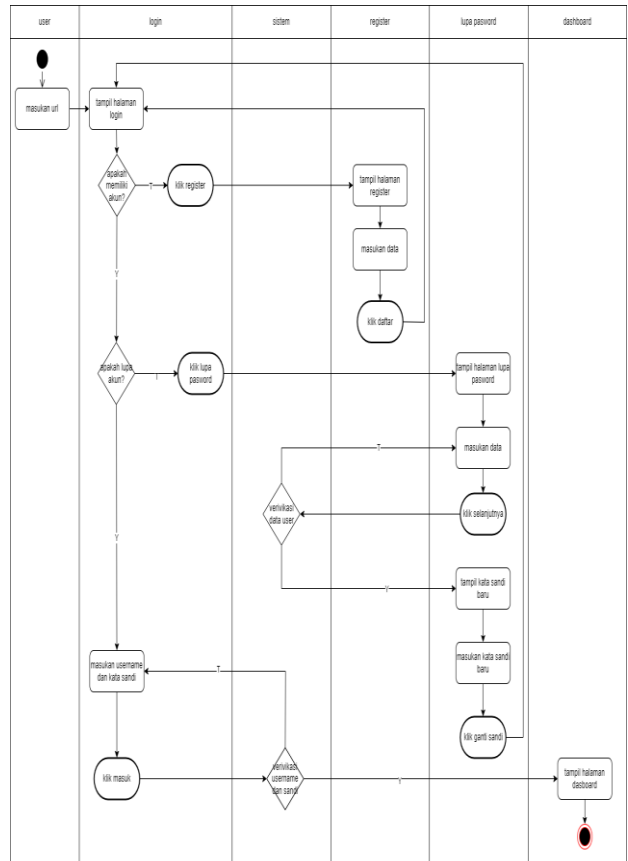 user
login
sistem
register
lupa pasword
dashboard
masukan url
tampil halaman
login
apakah
memiliki
akun?
T
klik register
tampil halaman
register
masukan data
klik daftar
Y
apakah lupa
akun?
klik lupa
pasword
tampil halaman lupa
pasword
masukan data
T
klik selanjutnya
verivikasi
data user
Y
Y
tampil kata sandi
baru
masukan kata sandi
baru
klik ganti sandi
masukan username
dan kata sandi
T
klik masuk
verivikasi
username
dan sandi
Y
tampil halaman
dasboard